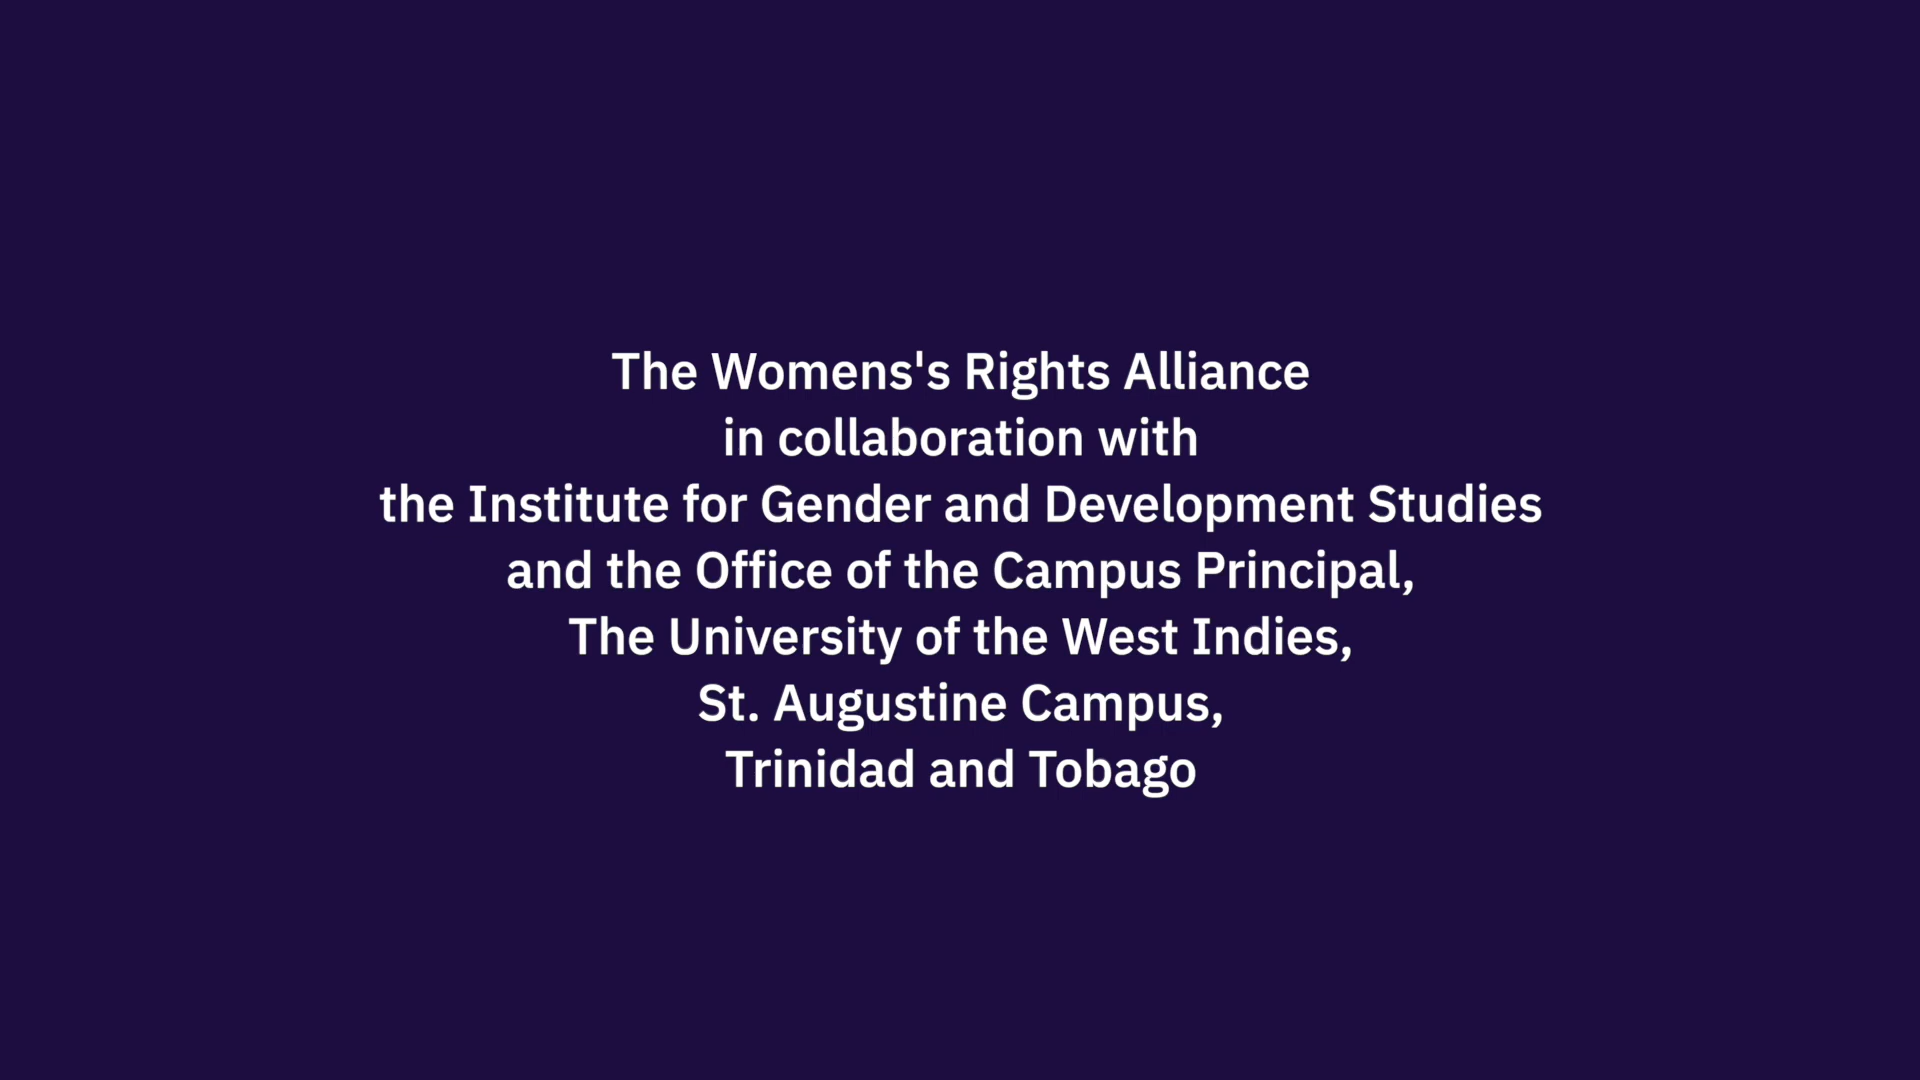 The Womens's Rights Alliance
in collaboration with
the Institute for Gender and Development Studies
and the Office of the Campus Principal,
The University of the West Indies,
St. Augustine Campus,
Trinidad and Tobago